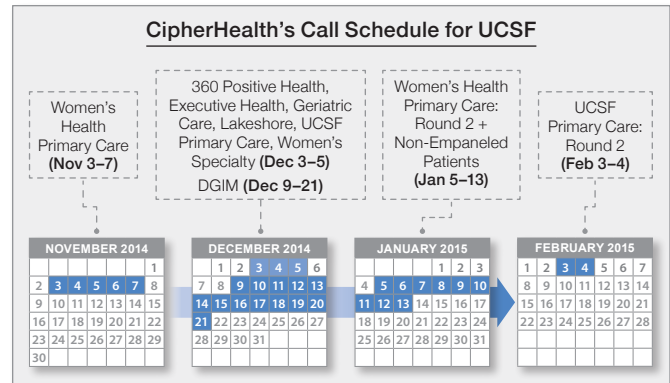 CipherHealth’s Call Schedule for UCSF
Women’s
Health
Primary Care
(Nov 3–7)
360 Positive Health,
Executive Health, Geriatric
Care, Lakeshore, UCSF
Primary Care, Women’s
Specialty (Dec 3–5)
DGIM (Dec 9–21)
Women’s Health
Primary Care:
Round 2 +
Non-Empaneled
Patients
(Jan 5–13)
UCSF
Primary Care:
Round 2
(Feb 3–4)
NOVEMBER 2014
1
2 3 4 5 6 7 8
9 10 11 12 13 14 15
16 17 18 19 20 21 22
23 24 25 26 27 28 29
30
DECEMBER 2014
1 2 3 4 5 6
7 8 9 10 11 12 13
14 15 16 17 18 19 20
21 22 23 24 25 26 27
28 29 30 31
JANUARY 2015
1 2 3
4 5 6 7 8 9 10
11 12 13 14 15 16 17
18 19 20 21 22 23 24
25 26 27 28 29 30 31
FEBRUARY 2015
1 2 3 4 5 6 7
8 9 10 11 12 13 14
15 16 17 18 19 20 21
22 23 24 25 26 27 28